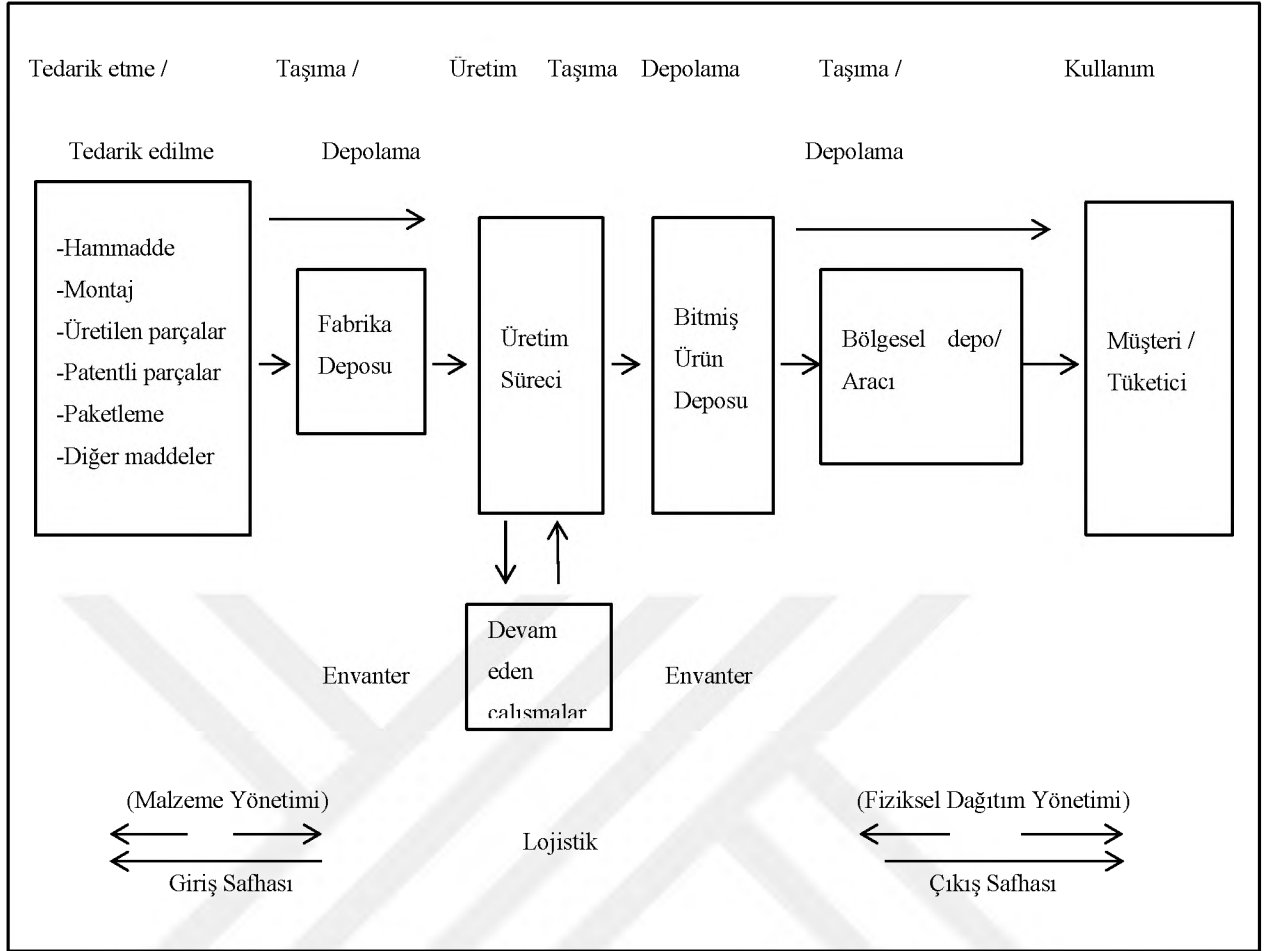 Tedarik etme / Taşıma / Üretim Taşıma Depolama Taşıma / Kullanım
Tedarik edilme Depolama Depolama
-Hammadde
-Montaj
-Üretilen parçalar
-Patentli parçalar
-Paketleme
-Diğer maddeler
Fabrika
Deposu
Üretim
Süreci
Bitmiş
Ürün
Deposu
Bölgesel depo/
Aracı
Müşteri /
Tüketici
Devam
eden
çalışmalar
Envanter
Envanter
(Malzeme Yönetimi)
Giriş Safhası
Lojistik
(Fiziksel Dağıtım Yönetimi)
Çıkış Safhası